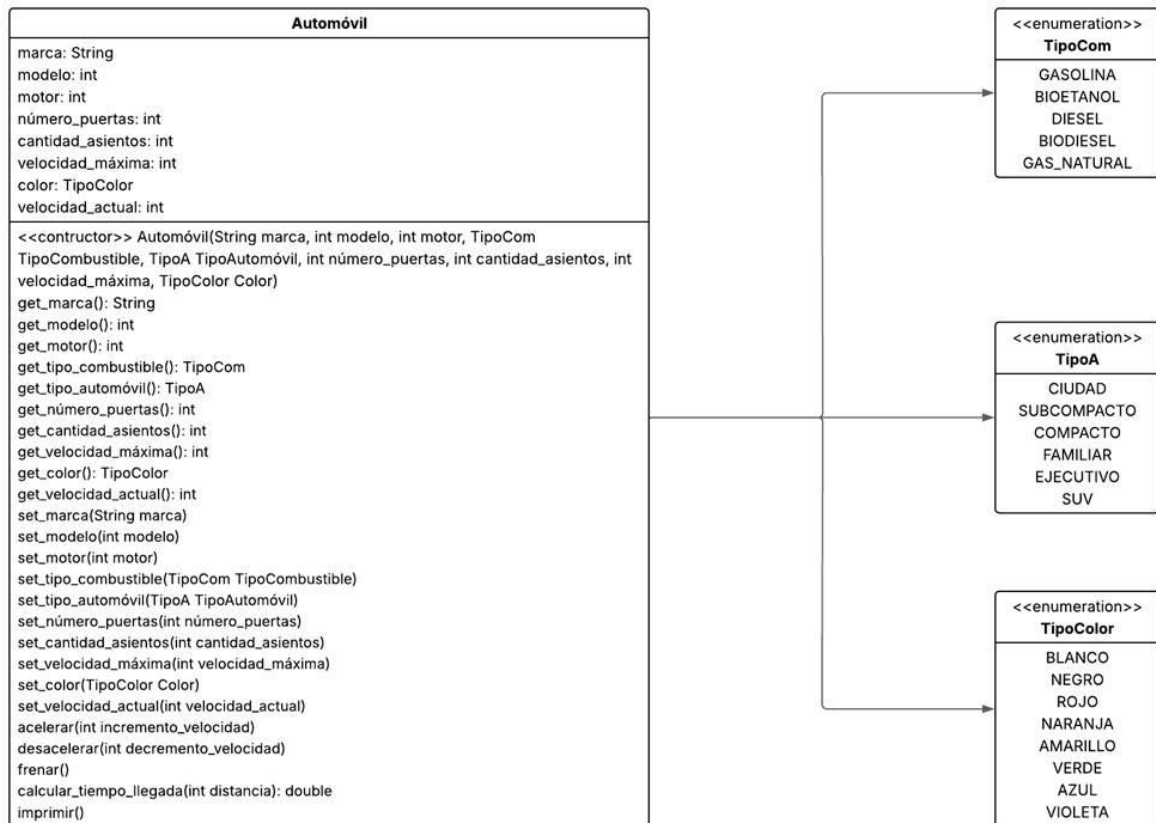 Automóvil
marca: String
modelo: int
motor: int
número_puertas: int
cantidad_asientos: int
velocidad_máxima: int
color: TipoColor
velocidad_actual: int
<<contructor>> Automóvil(String marca, int modelo, int motor, TipoCom
TipoCombustible, TipoA TipoAutomóvil, int número_puertas, int cantidad_asientos, int
velocidad_máxima, TipoColor Color)
get_marca(): String
get_modelo(): int
get_motor(): int
get_tipo_combustible(): TipoCom
get_tipo_automóvil(): TipoA
get_número_puertas(): int
get_cantidad_asientos(): int
get_velocidad_máxima(): int
get_color(): TipoColor
get_velocidad_actual(): int
set_marca(String marca)
set_modelo(int modelo)
set_motor(int motor)
set_tipo_combustible(TipoCom TipoCombustible)
set_tipo_automóvil(TipoA TipoAutomóvil)
set_número_puertas(int número_puertas)
set_cantidad_asientos(int cantidad_asientos)
set_velocidad_máxima(int velocidad_máxima)
set_color(TipoColor Color)
set_velocidad_actual(int velocidad_actual)
acelerar(int incremento_velocidad)
desacelerar(int decremento_velocidad)
frenar()
calcular_tiempo_llegada(int distancia): double
imprimir()
<<enumeration>>
TipoCom
GASOLINA
BIOETANOL
DIESEL
BIODIESEL
GAS_NATURAL
<<enumeration>>
TipoA
CIUDAD
SUBCOMPACTO
COMPACTO
FAMILIAR
EJECUTIVO
SUV
<<enumeration>>
TipoColor
BLANCO
NEGRO
ROJO
NARANJA
AMARILLO
VERDE
AZUL
VIOLETA